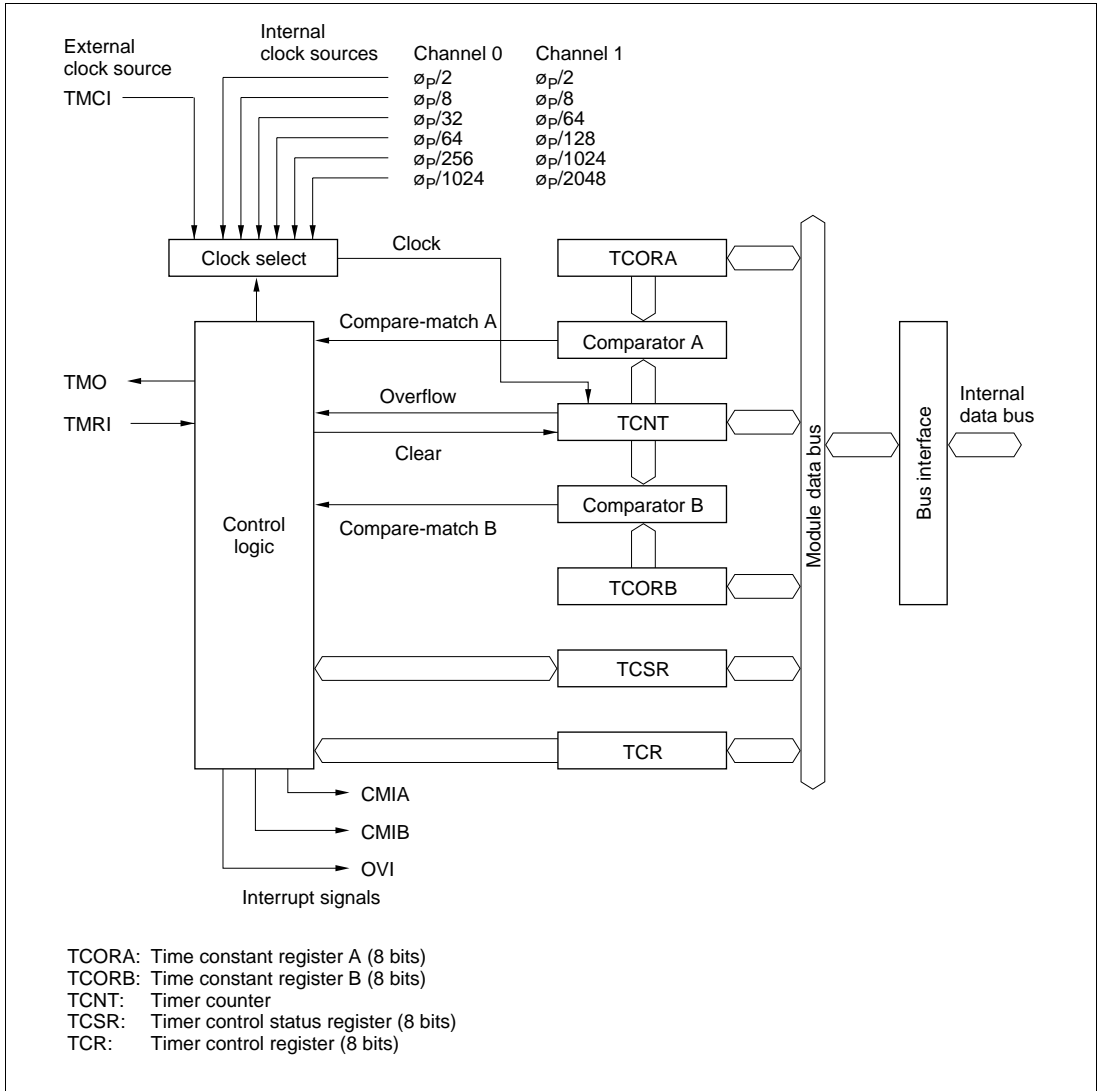 External
clock source
TMCI
Internal
clock sources
Channel 0 Channel 1
øP/2 øP/2
øP/8 øP/8
øP/32 øP/64
øP/64 øP/128
øP/256 øP/1024
øP/1024 øP/2048
Clock select
Clock
TCORA
Compare-match A
Comparator A
TMO
TMRI
Overflow
TCNT
Clear
Internal
data bus
Module data bus
Bus interface
Comparator B
Compare-match B
Control
logic
TCORB
TCSR
TCR
CMIA
CMIB
OVI
Interrupt signals
TCORA: Time constant register A (8 bits)
TCORB: Time constant register B (8 bits)
TCNT: Timer counter
TCSR: Timer control status register (8 bits)
TCR: Timer control register (8 bits)